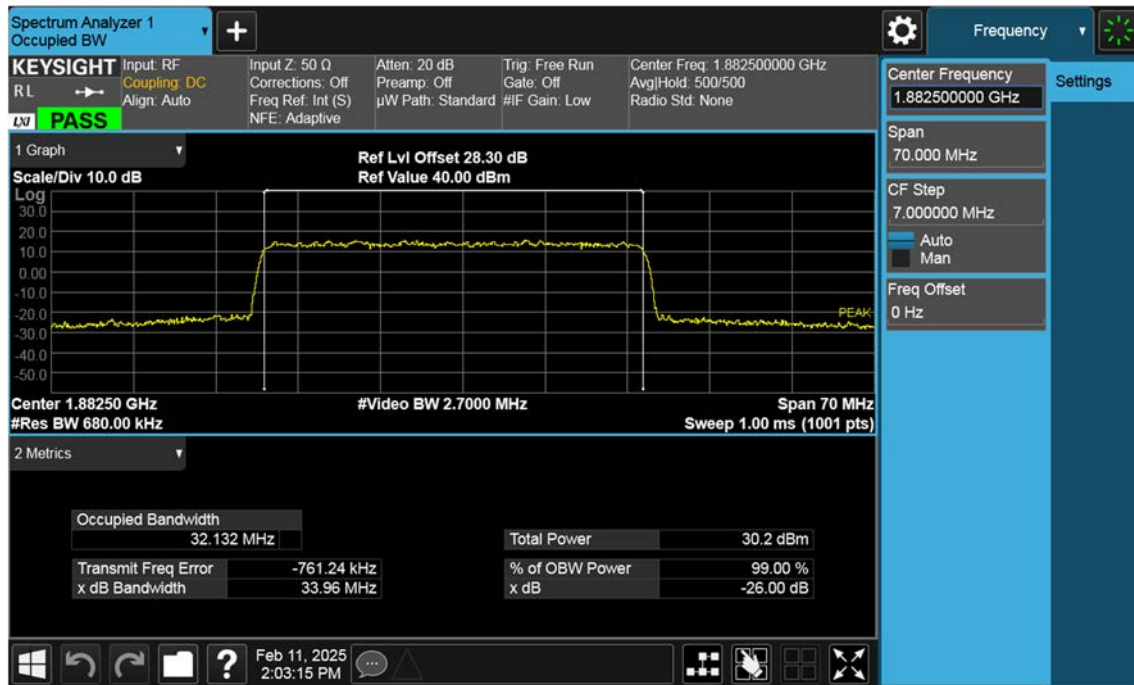 Spectrum Analyzer 1
Occupied BW
Frequency
KEYSIGHT
R L
LXI
PASS
Input: RF
Coupling: DC
Align: Auto
Input Z: 50 Ω
Corrections: Off
Freq Ref: Int (S)
NFE: Adaptive
Atten: 20 dB
Preamp: Off
µW Path: Standard
Trig: Free Run
Gate: Off
#IF Gain: Low
Center Freq: 1.882500000 GHz
Avg|Hold: 500/500
Radio Std: None
Center Frequency
1.882500000 GHz
Settings
Span
70.000 MHz
CF Step
7.000000 MHz
Auto
Man
Freq Offset
0 Hz
1 Graph
Scale/Div 10.0 dB
Ref Lvl Offset 28.30 dB
Ref Value 40.00 dBm
Log
30.0
20.0
10.0
0.00
-10.0
-20.0
-30.0
-40.0
-50.0
PEAK
Center 1.88250 GHz
#Res BW 680.00 kHz
#Video BW 2.7000 MHz
Span 70 MHz
Sweep 1.00 ms (1001 pts)
2 Metrics
Occupied Bandwidth
32.132 MHz
Total Power 30.2 dBm
Transmit Freq Error -761.24 kHz
% of OBW Power 99.00 %
x dB Bandwidth 33.96 MHz
x dB -26.00 dB
?
Feb 11, 2025
2:03:15 PM